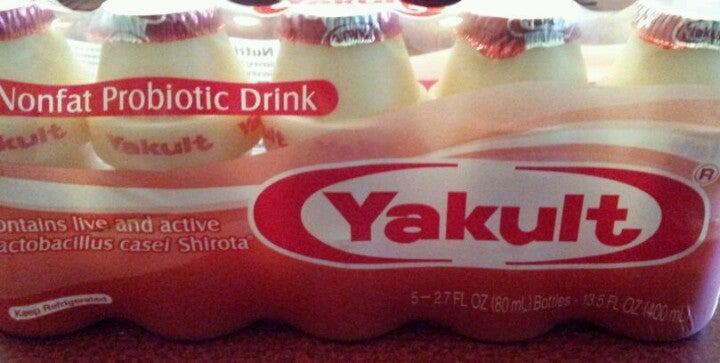 Yakult
Nonfat Probiotic Drink
Yakult
Yakult ®
ontains live and active
actobacillus casei Shirota
Keep Refrigerated
5 – 2.7 FL OZ (80 mL) Bottles - 13.5 FL OZ (400 mL)